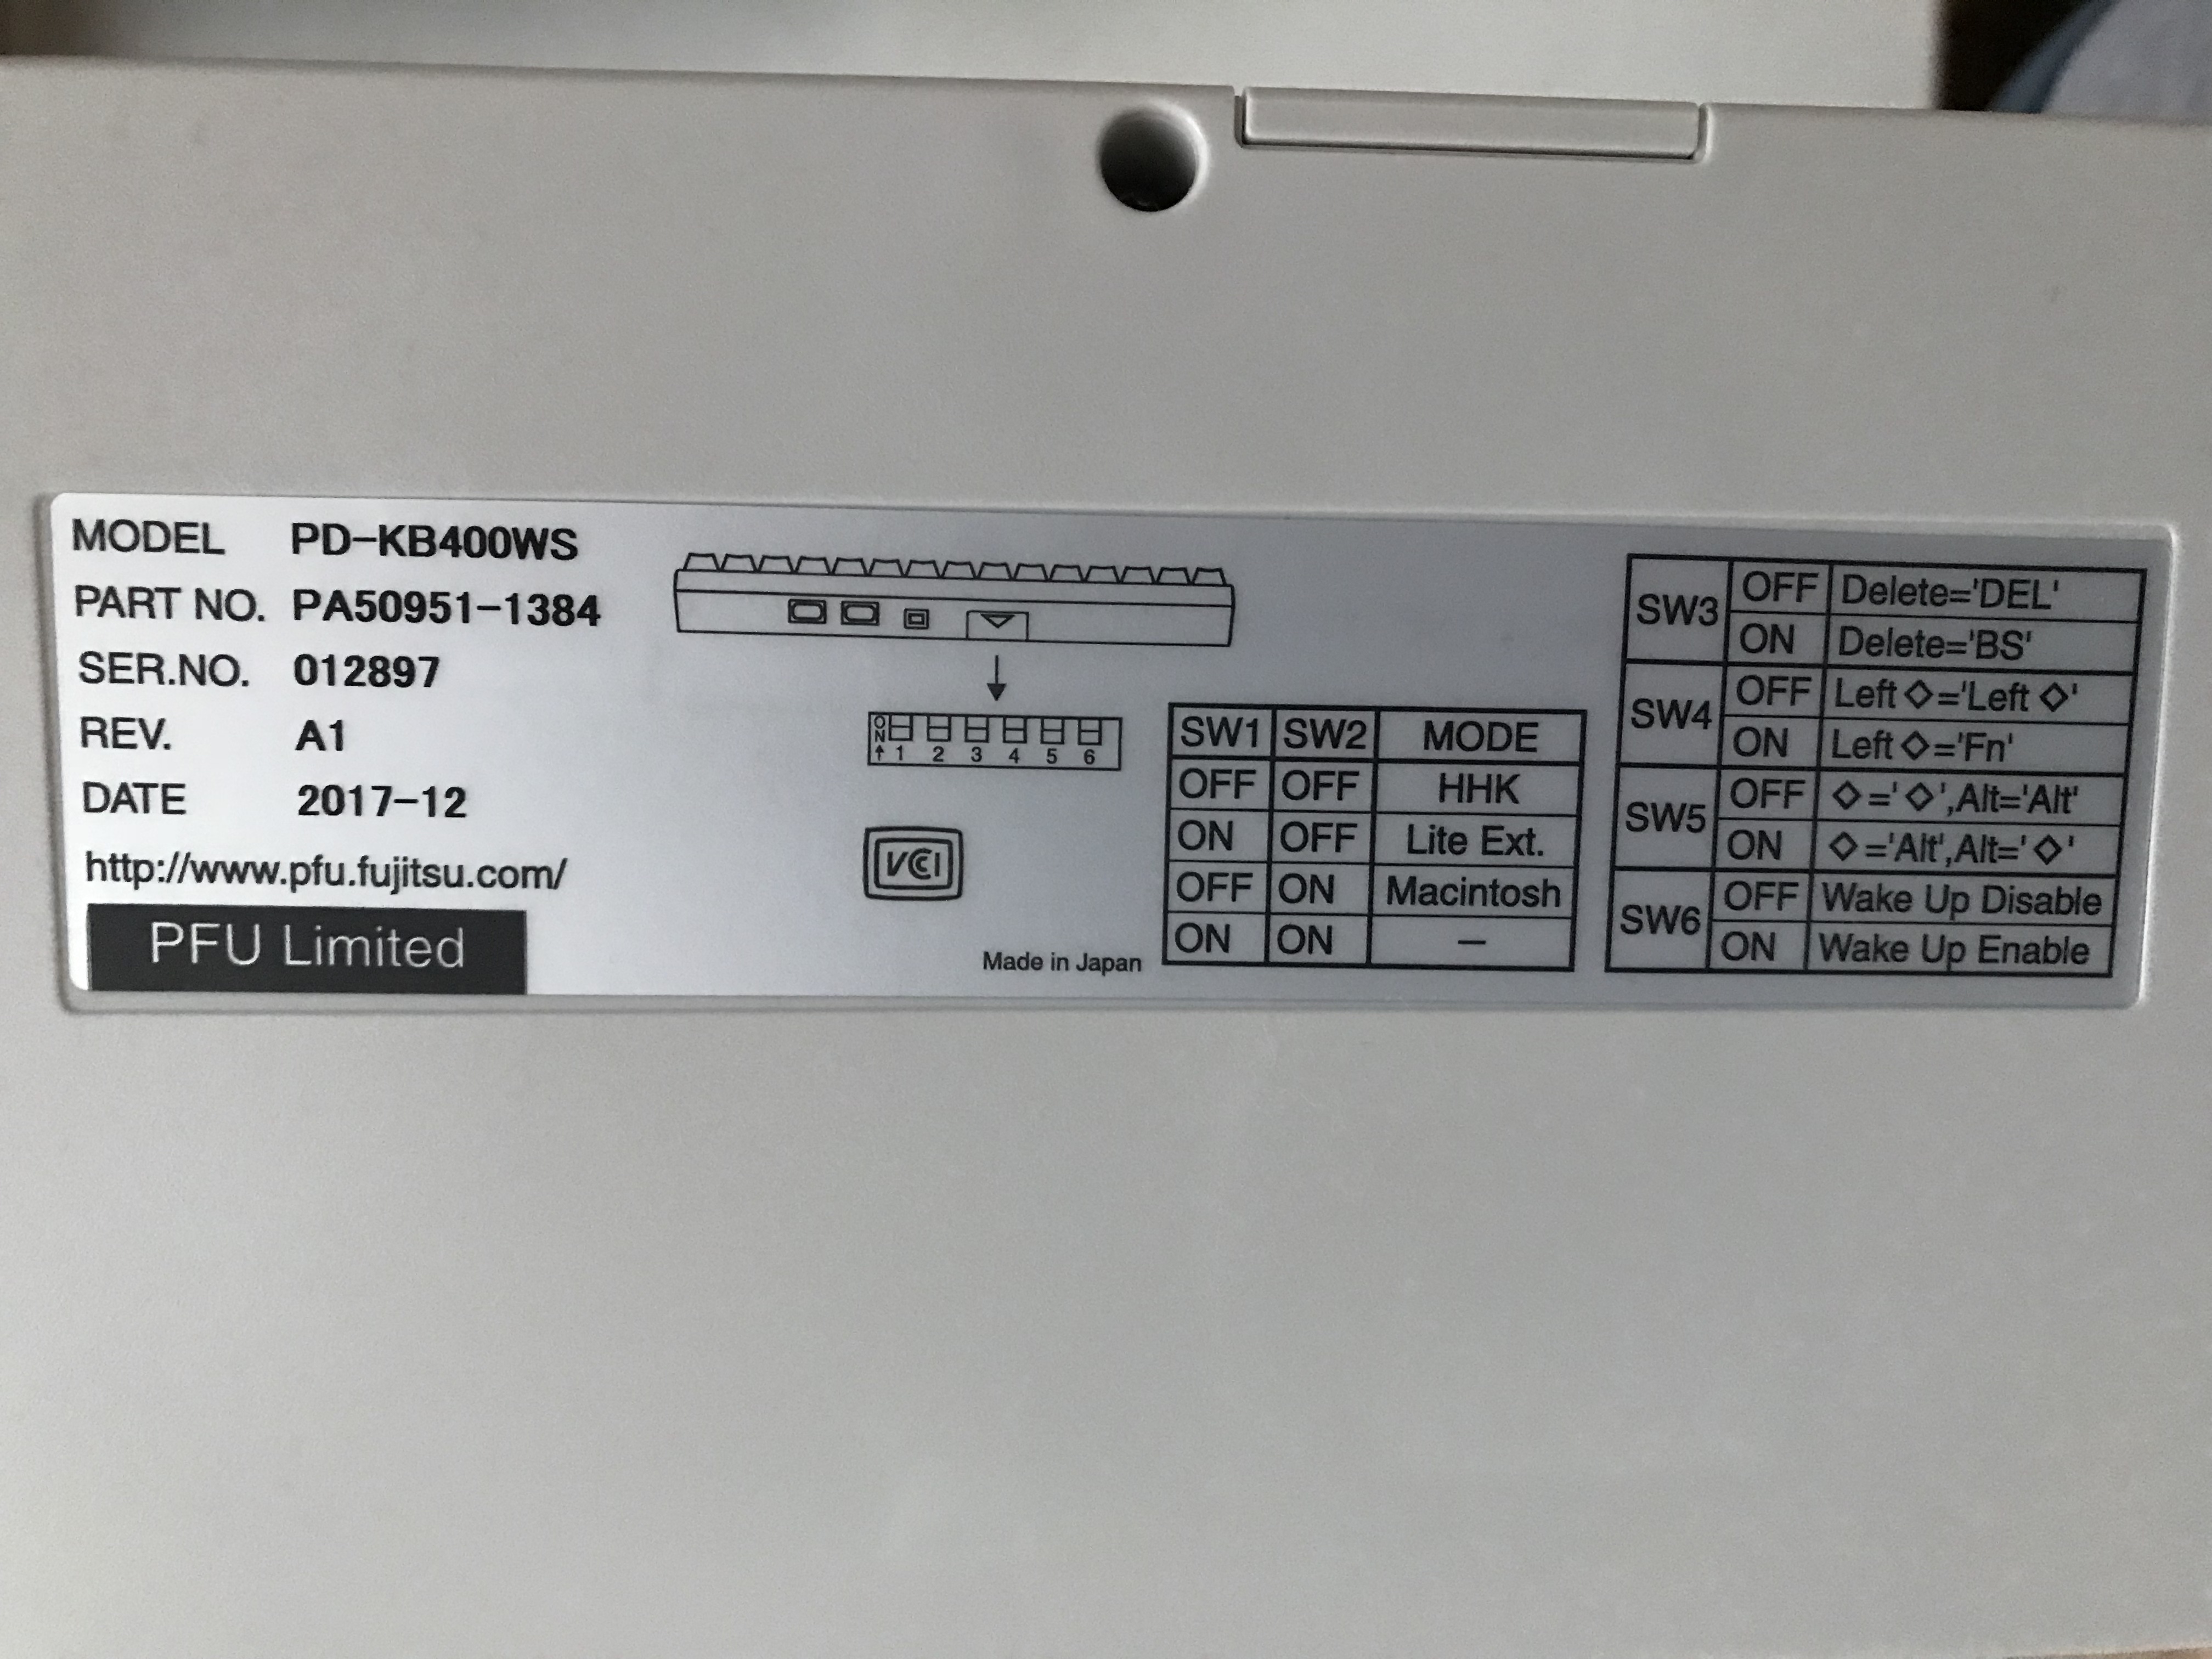 MODEL PD-KB400WS
PART NO. PA50951-1384
SER.NO. 012897
REV. A1
DATE 2017-12
http://www.pfu.fujitsu.com/
PFU Limited
ON↑ 1 2 3 4 5 6
VCCI
Made in Japan
SW1 SW2 MODE
OFF OFF HHK
ON OFF Lite Ext.
OFF ON Macintosh
ON ON —
SW3 OFF Delete='DEL'
ON Delete='BS'
SW4 OFF Left◇='Left◇'
ON Left◇='Fn'
SW5 OFF ◇='◇',Alt='Alt'
ON ◇='Alt',Alt='◇'
SW6 OFF Wake Up Disable
ON Wake Up Enable